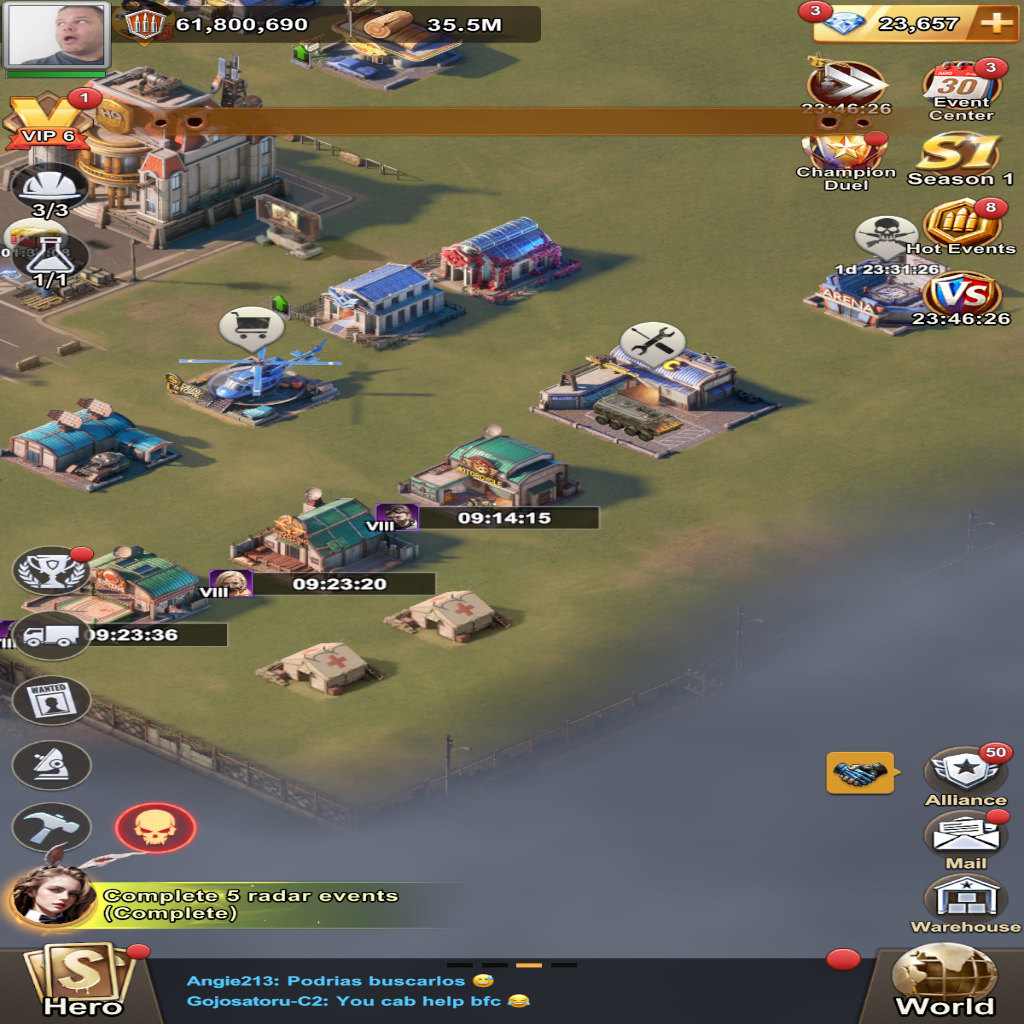 61,800,690
35.5M
3
23,657
HQ
1
VIP 6
23:46:26
AUG
30
3
Event
Center
Champion
Duel
S1
Season 1
3/3
8
Hot Events
1/1
1d 23:31:26
ARENA
VS
23:46:26
MOTORCYCLE
VIII
09:14:15
VIII
09:23:20
09:23:36
WANTED
50
Alliance
Mail
Warehouse
Complete 5 radar events
(Complete)
S
Hero
Angie213: Podrias buscarlos 😅
Gojosatoru-C2: You cab help bfc 😂
World